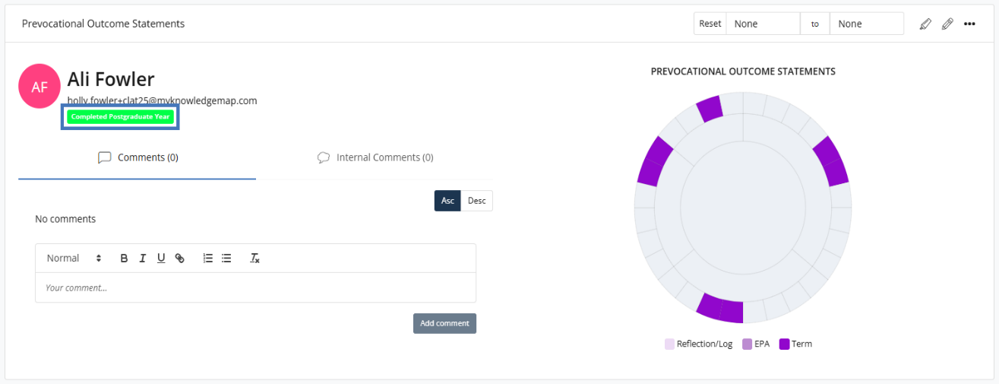 Prevocational Outcome Statements
Reset None to None
AF
Ali Fowler
holly.fowler+clat25@myknowledgemap.com
Completed Postgraduate Year
Comments (0)
Internal Comments (0)
Asc Desc
No comments
Normal B I U
Your comment...
Add comment
PREVOCATIONAL OUTCOME STATEMENTS
Reflection/Log EPA Term